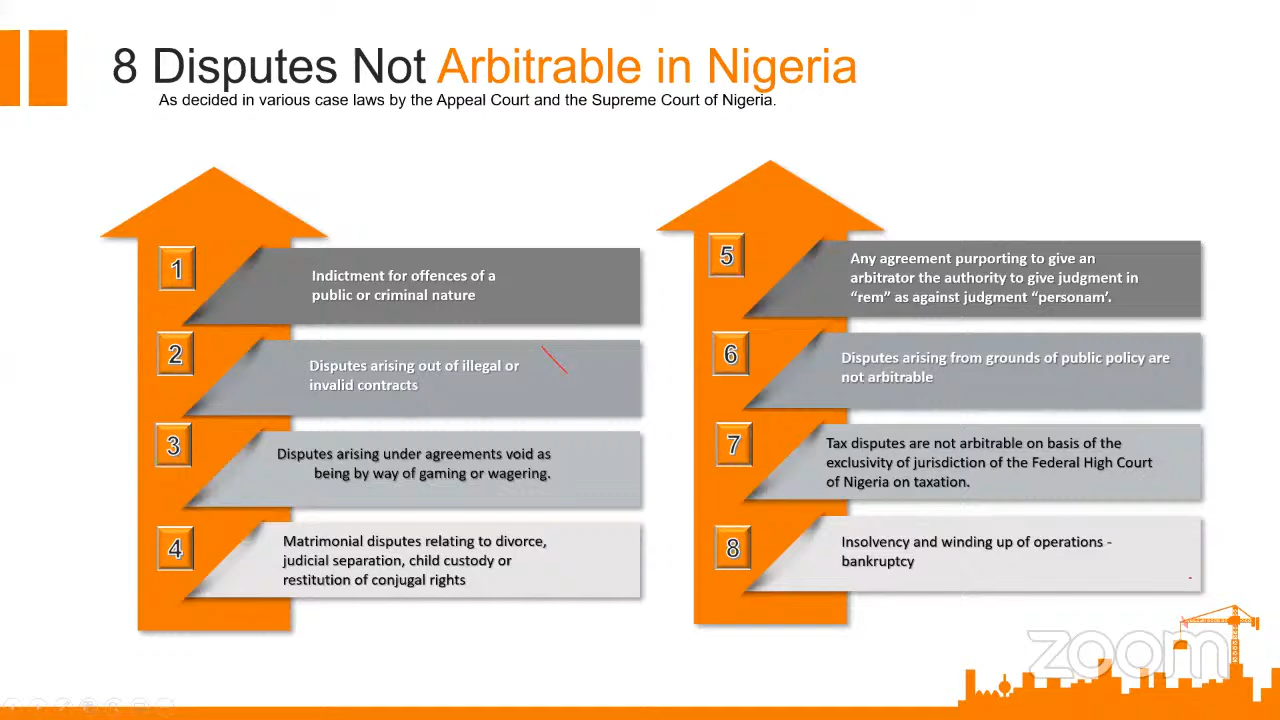 8 Disputes Not Arbitrable in Nigeria
As decided in various case laws by the Appeal Court and the Supreme Court of Nigeria.
1
Indictment for offences of a
public or criminal nature
2
Disputes arising out of illegal or
invalid contracts
3
Disputes arising under agreements void as
being by way of gaming or wagering.
4
Matrimonial disputes relating to divorce,
judicial separation, child custody or
restitution of conjugal rights
5
Any agreement purporting to give an
arbitrator the authority to give judgment in
“rem” as against judgment “personam’.
6
Disputes arising from grounds of public policy are
not arbitrable
7
Tax disputes are not arbitrable on basis of the
exclusivity of jurisdiction of the Federal High Court
of Nigeria on taxation.
8
Insolvency and winding up of operations -
bankruptcy
zoom